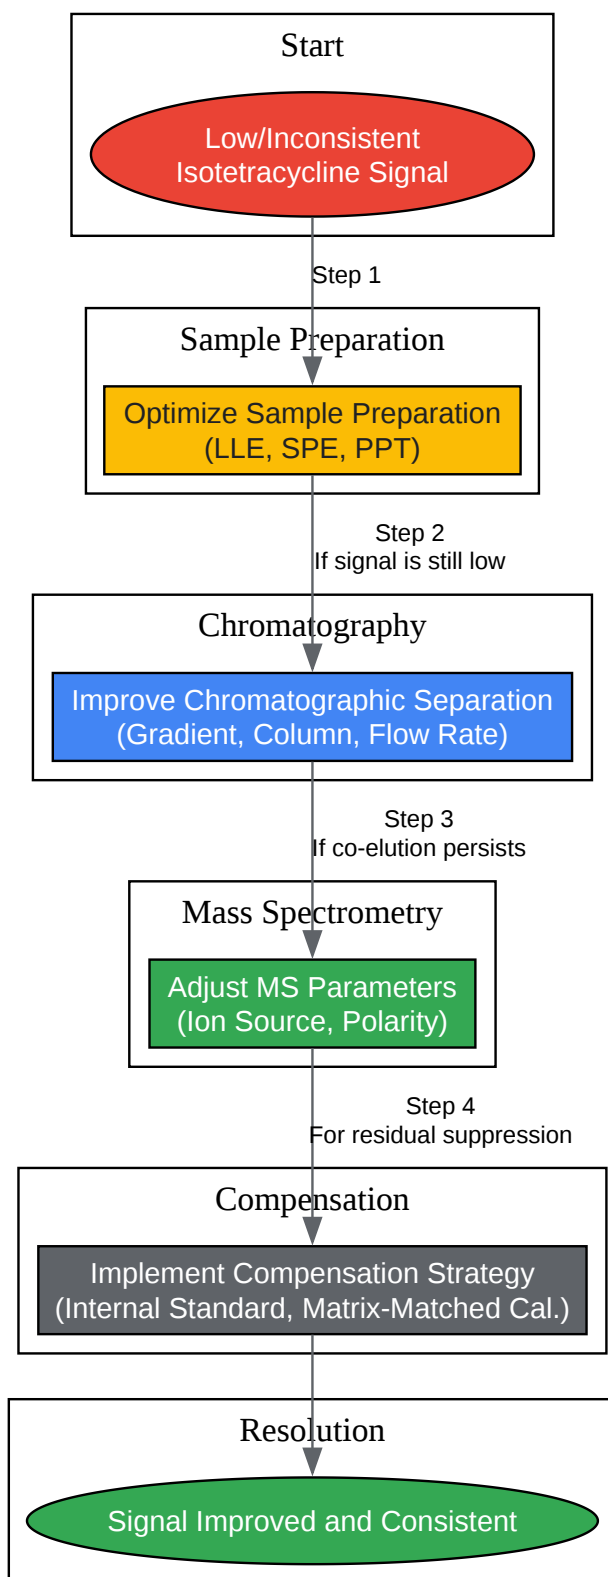 Start
Low/Inconsistent
Isotetracycline Signal
Step 1
Sample Preparation
Optimize Sample Preparation
(LLE, SPE, PPT)
Step 2
If signal is still low
Chromatography
Improve Chromatographic Separation
(Gradient, Column, Flow Rate)
Step 3
If co-elution persists
Mass Spectrometry
Adjust MS Parameters
(Ion Source, Polarity)
Step 4
For residual suppression
Compensation
Implement Compensation Strategy
(Internal Standard, Matrix-Matched Cal.)
Resolution
Signal Improved and Consistent